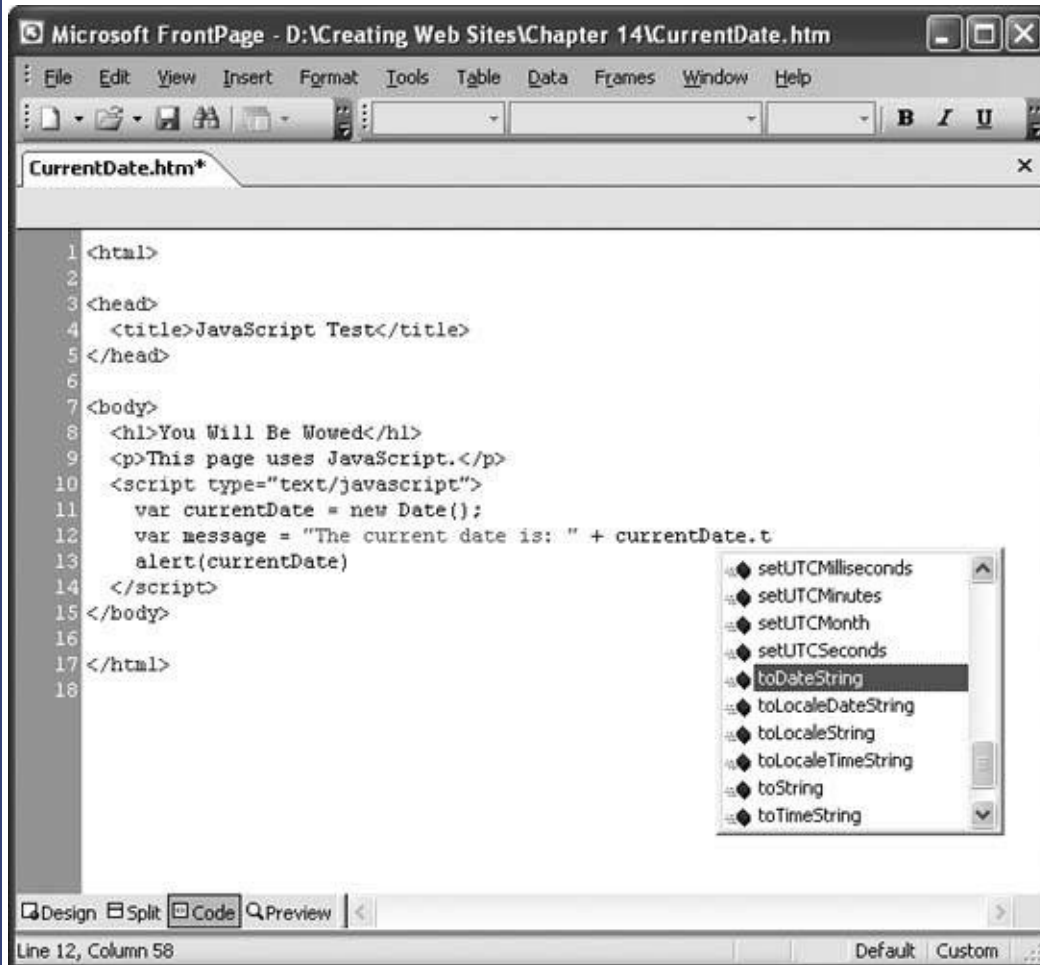 Microsoft FrontPage - D:\Creating Web Sites\Chapter 14\CurrentDate.htm
File Edit View Insert Format Tools Table Data Frames Window Help
B I U
CurrentDate.htm*
1 <html>
2
3 <head>
4 <title>JavaScript Test</title>
5 </head>
6
7 <body>
8 <h1>You Will Be Wowed</h1>
9 <p>This page uses JavaScript.</p>
10 <script type="text/javascript">
11 var currentDate = new Date();
12 var message = "The current date is: " + currentDate.t
13 alert(currentDate)
14 </script>
15 </body>
16
17 </html>
18
setUTCMilliseconds
setUTCMinutes
setUTCMonth
setUTCSeconds
toDateString
toLocaleDateString
toLocaleString
toLocaleTimeString
toString
toTimeString
Design Split Code Preview
Line 12, Column 58 Default Custom